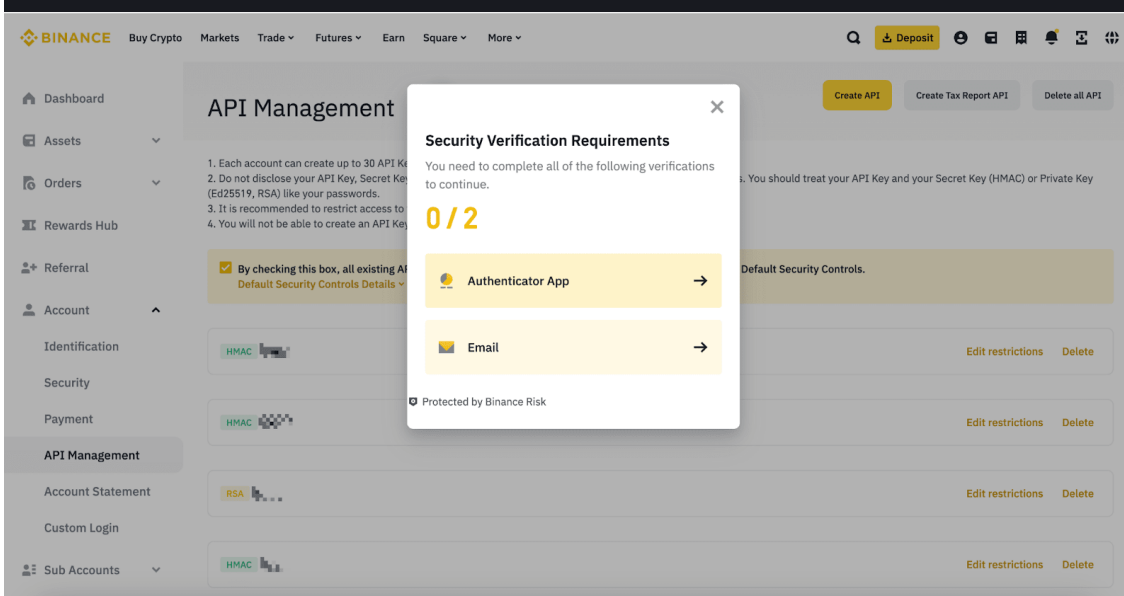 BINANCE Buy Crypto Markets Trade Futures Earn Square More Deposit
Dashboard
Assets
Orders
Rewards Hub
Referral
Account
Identification
Security
Payment
API Management
Account Statement
Custom Login
Sub Accounts
API Management
Create API Create Tax Report API Delete all API
1. Each account can create up to 30 API Ke
2. Do not disclose your API Key, Secret Key s. You should treat your API Key and your Secret Key (HMAC) or Private Key
(Ed25519, RSA) like your passwords.
3. It is recommended to restrict access to
4. You will not be able to create an API Key
By checking this box, all existing AP Default Security Controls.
Default Security Controls Details
HMAC Edit restrictions Delete
HMAC Edit restrictions Delete
RSA Edit restrictions Delete
HMAC Edit restrictions Delete
Security Verification Requirements
You need to complete all of the following verifications
to continue.
0 / 2
Authenticator App
Email
Protected by Binance Risk